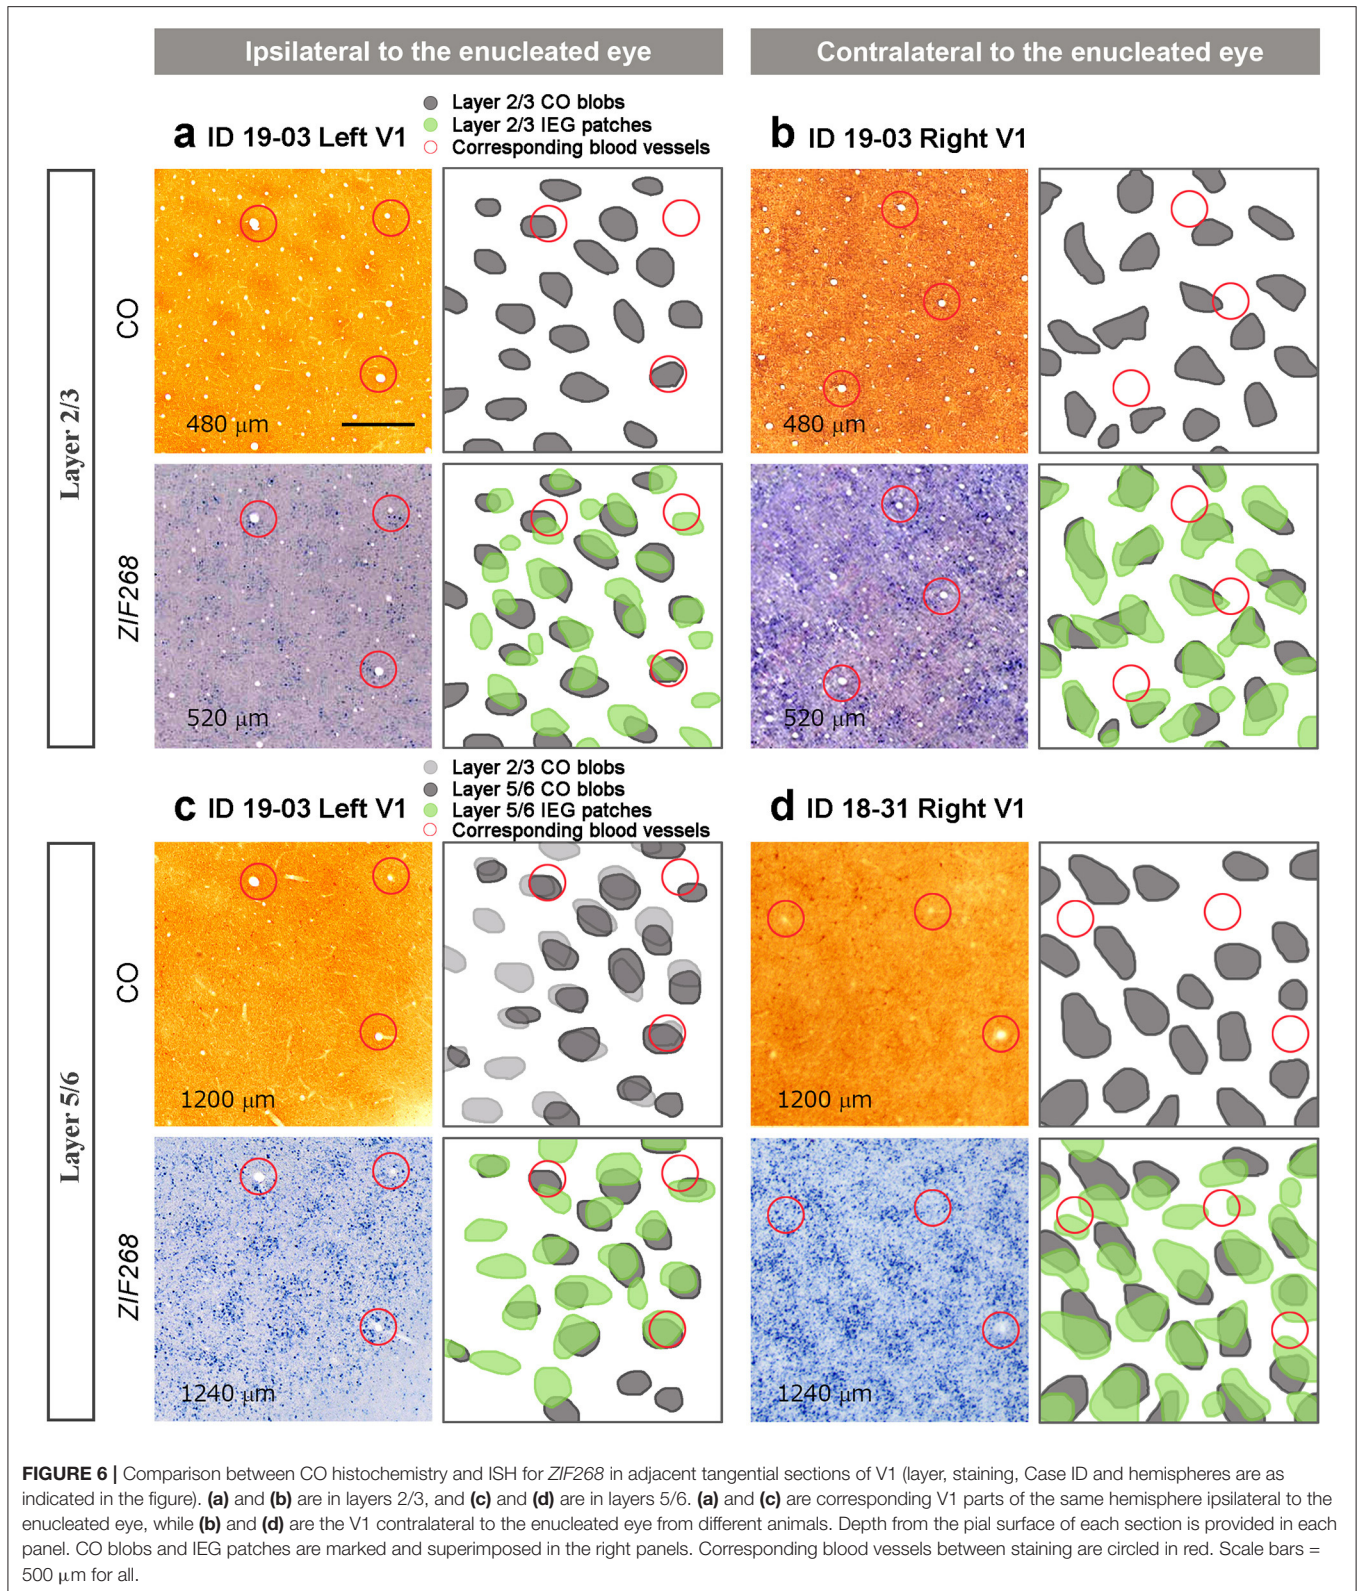 Ipsilateral to the enucleated eye
Contralateral to the enucleated eye
Layer 2/3 CO blobs
Layer 2/3 IEG patches
Corresponding blood vessels
a ID 19-03 Left V1
b ID 19-03 Right V1
Layer 2/3
CO
480 μm
480 μm
ZIF268
520 μm
520 μm
Layer 2/3 CO blobs
Layer 5/6 CO blobs
Layer 5/6 IEG patches
Corresponding blood vessels
c ID 19-03 Left V1
d ID 18-31 Right V1
Layer 5/6
CO
1200 μm
1200 μm
ZIF268
1240 μm
1240 μm
FIGURE 6 | Comparison between CO histochemistry and ISH for ZIF268 in adjacent tangential sections of V1 (layer, staining, Case ID and hemispheres are as
indicated in the figure). (a) and (b) are in layers 2/3, and (c) and (d) are in layers 5/6. (a) and (c) are corresponding V1 parts of the same hemisphere ipsilateral to the
enucleated eye, while (b) and (d) are the V1 contralateral to the enucleated eye from different animals. Depth from the pial surface of each section is provided in each
panel. CO blobs and IEG patches are marked and superimposed in the right panels. Corresponding blood vessels between staining are circled in red. Scale bars =
500 μm for all.